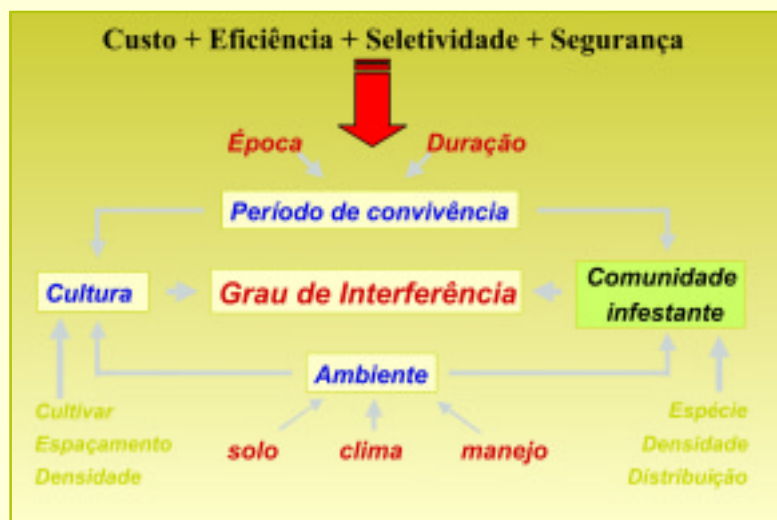 Custo + Eficiência + Seletividade + Segurança
Época Duração
Período de convivência
Cultura Grau de Interferência Comunidade
infestante
Ambiente
Cultivar Espécie
Espaçamento solo clima manejo Densidade
Densidade Distribuição